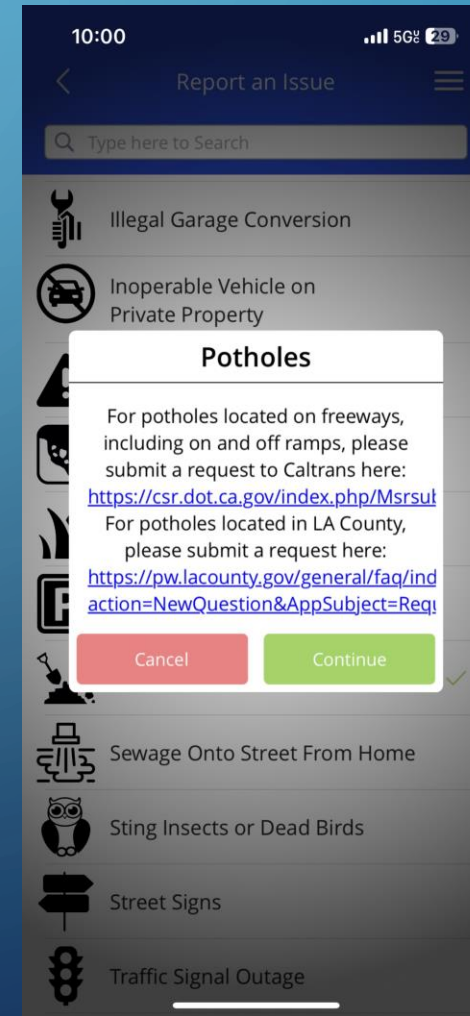 10:00
5G 29
Report an Issue
Type here to Search
Illegal Garage Conversion
Inoperable Vehicle on
Private Property
Potholes
For potholes located on freeways,
including on and off ramps, please
submit a request to Caltrans here:
https://csr.dot.ca.gov/index.php/Msrsub
For potholes located in LA County,
please submit a request here:
https://pw.lacounty.gov/general/faq/ind
action=NewQuestion&AppSubject=Requ
Cancel
Continue
Sewage Onto Street From Home
Sting Insects or Dead Birds
Street Signs
Traffic Signal Outage